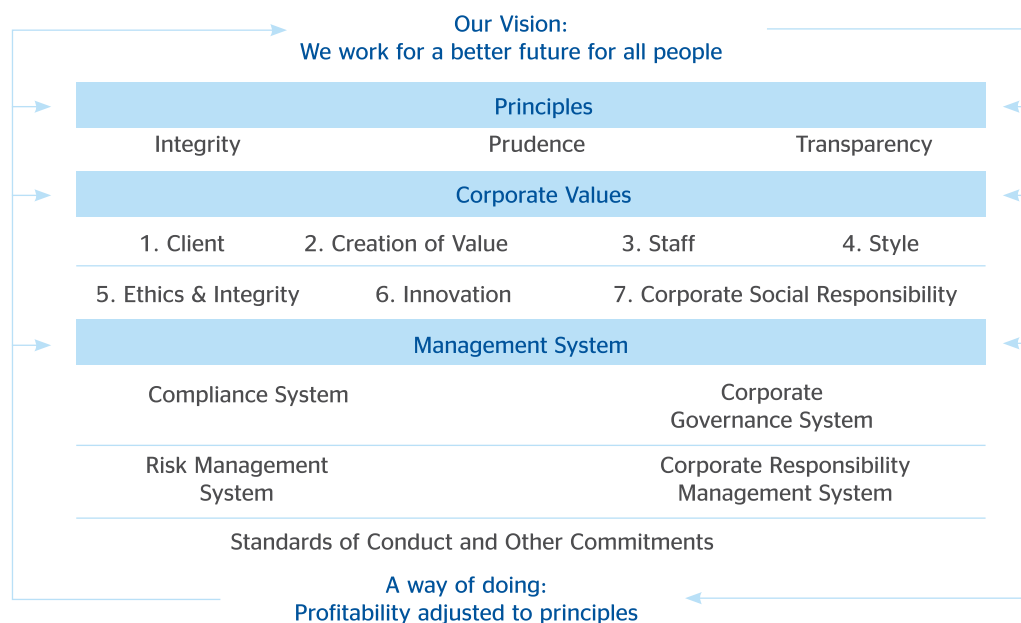 Our Vision:
We work for a better future for all people
Principles
Integrity Prudence Transparency
Corporate Values
1. Client 2. Creation of Value 3. Staff 4. Style
5. Ethics & Integrity 6. Innovation 7. Corporate Social Responsibility
Management System
Compliance System
Corporate
Governance System
Risk Management
System
Corporate Responsibility
Management System
Standards of Conduct and Other Commitments
A way of doing:
Profitability adjusted to principles